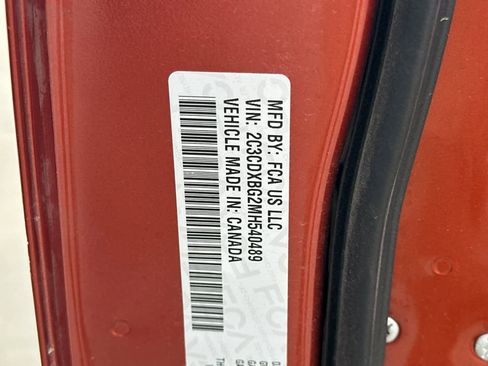 MFD BY: FCA US LLC
VIN: 2C3CDXBG2MH540489
VEHICLE MADE IN: CANADA